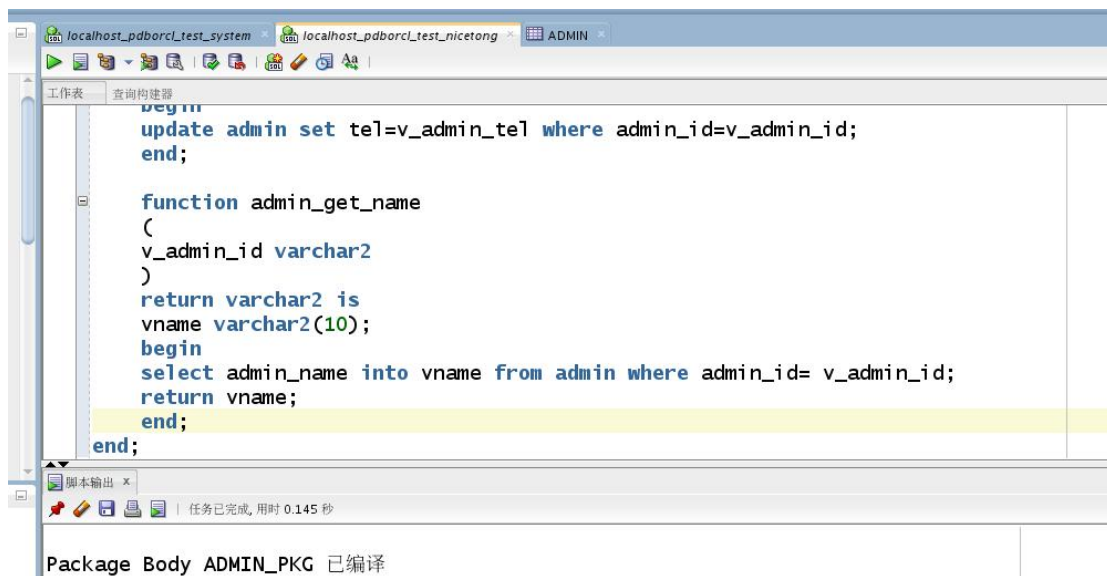 localhost_pdborcl_test_system localhost_pdborcl_test_nicetong ADMIN
工作表 查询构建器
begin
update admin set tel=v_admin_tel where admin_id=v_admin_id;
end;
function admin_get_name
(
v_admin_id varchar2
)
return varchar2 is
vname varchar2(10);
begin
select admin_name into vname from admin where admin_id= v_admin_id;
return vname;
end;
end;
脚本输出
任务已完成, 用时 0.145 秒
Package Body ADMIN_PKG 已编译